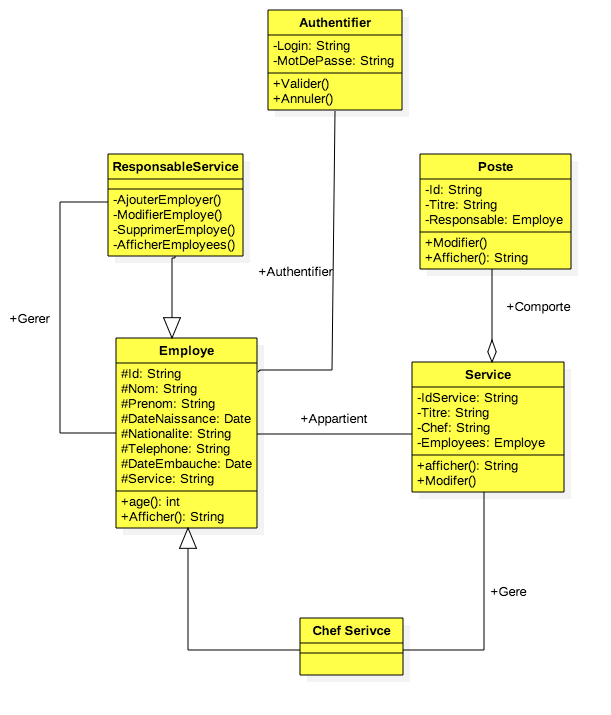 Authentifier
-Login: String
-MotDePasse: String
+Valider()
+Annuler()
ResponsableService
-AjouterEmployer()
-ModifierEmploye()
-SupprimerEmploye()
-AfficherEmployees()
Poste
-Id: String
-Titre: String
-Responsable: Employe
+Modifier()
+Afficher(): String
+Authentifier
+Gerer
+Comporte
Employe
#Id: String
#Nom: String
#Prenom: String
#DateNaissance: Date
#Nationalite: String
#Telephone: String
#DateEmbauche: Date
#Service: String
+age(): int
+Afficher(): String
+Appartient
Service
-IdService: String
-Titre: String
-Chef: String
-Employees: Employe
+afficher(): String
+Modifer()
+Gere
Chef Serivce